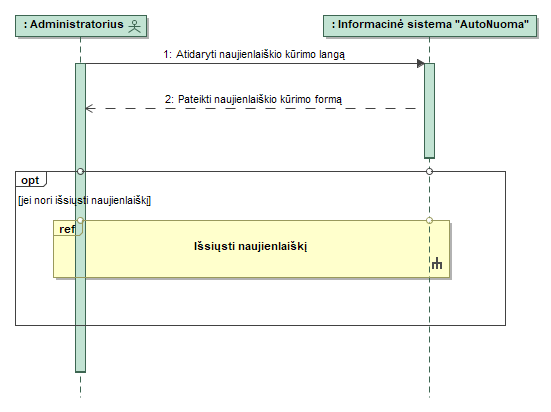 : Administratorius
: Informacinė sistema "AutoNuoma"
1: Atidaryti naujienlaiškio kūrimo langą
2: Pateikti naujienlaiškio kūrimo formą
opt
[jei nori išsiųsti naujienlaiškį]
ref
Išsiųsti naujienlaiškį